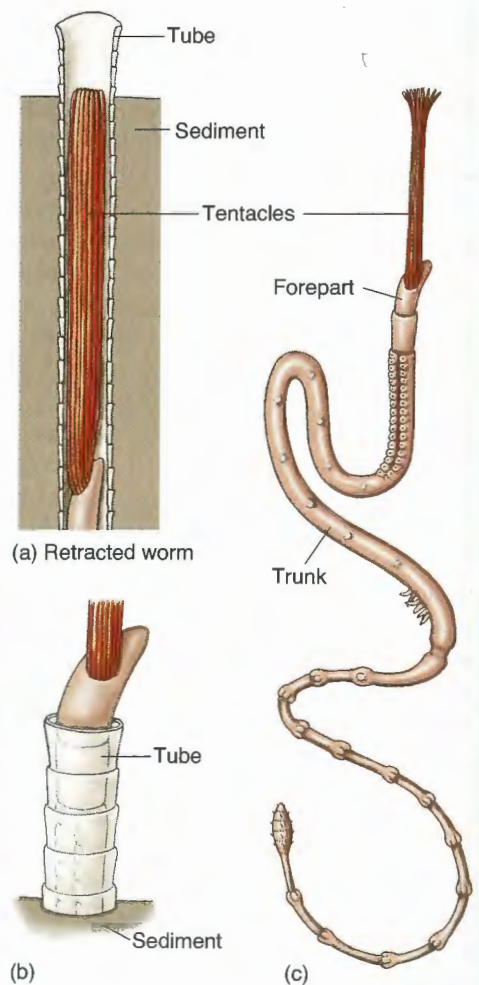 Tube
Sediment
Tentacles
Forepart
(a) Retracted worm
Trunk
Tube
Sediment
(b)
(c)